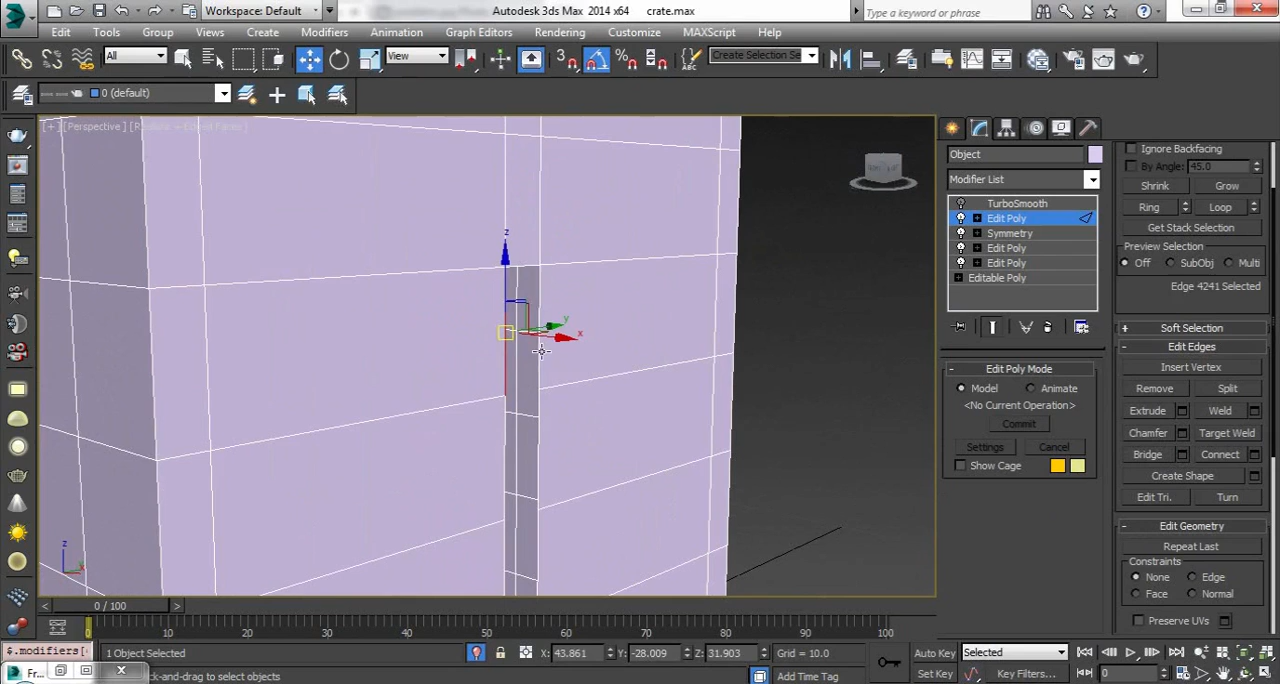 Workspace: Default
Autodesk 3ds Max 2014 x64
crate.max
Type a keyword or phrase
Edit Tools Group Views Create Modifiers Animation Graph Editors Rendering Customize MAXScript Help
All
View
3
Create Selection Se
0 (default)
[+] [Perspective]
z
y
x
z
x
Object
Modifier List
TurboSmooth
Edit Poly
Symmetry
Edit Poly
Edit Poly
Editable Poly
Edit Poly Mode
Model Animate
<No Current Operation>
Commit
Settings Cancel
Show Cage
Ignore Backfacing
By Angle: 45.0
Shrink Grow
Ring Loop
Get Stack Selection
Preview Selection
Off SubObj Multi
Edge 4241 Selected
Soft Selection
Edit Edges
Insert Vertex
Remove Split
Extrude Weld
Chamfer Target Weld
Bridge Connect
Create Shape
Edit Tri. Turn
Edit Geometry
Repeat Last
Constraints
None Edge
Face Normal
Preserve UVs
0 / 100
0 10 20 30 40 50 60 70 80 90 100
$.modifiers[
1 Object Selected
X: 43.861 Y: -28.009 Z: 31.903 Grid = 10.0
Auto Key Selected
Fr...
ick-and-drag to select objects
Add Time Tag
Set Key Key Filters... 0